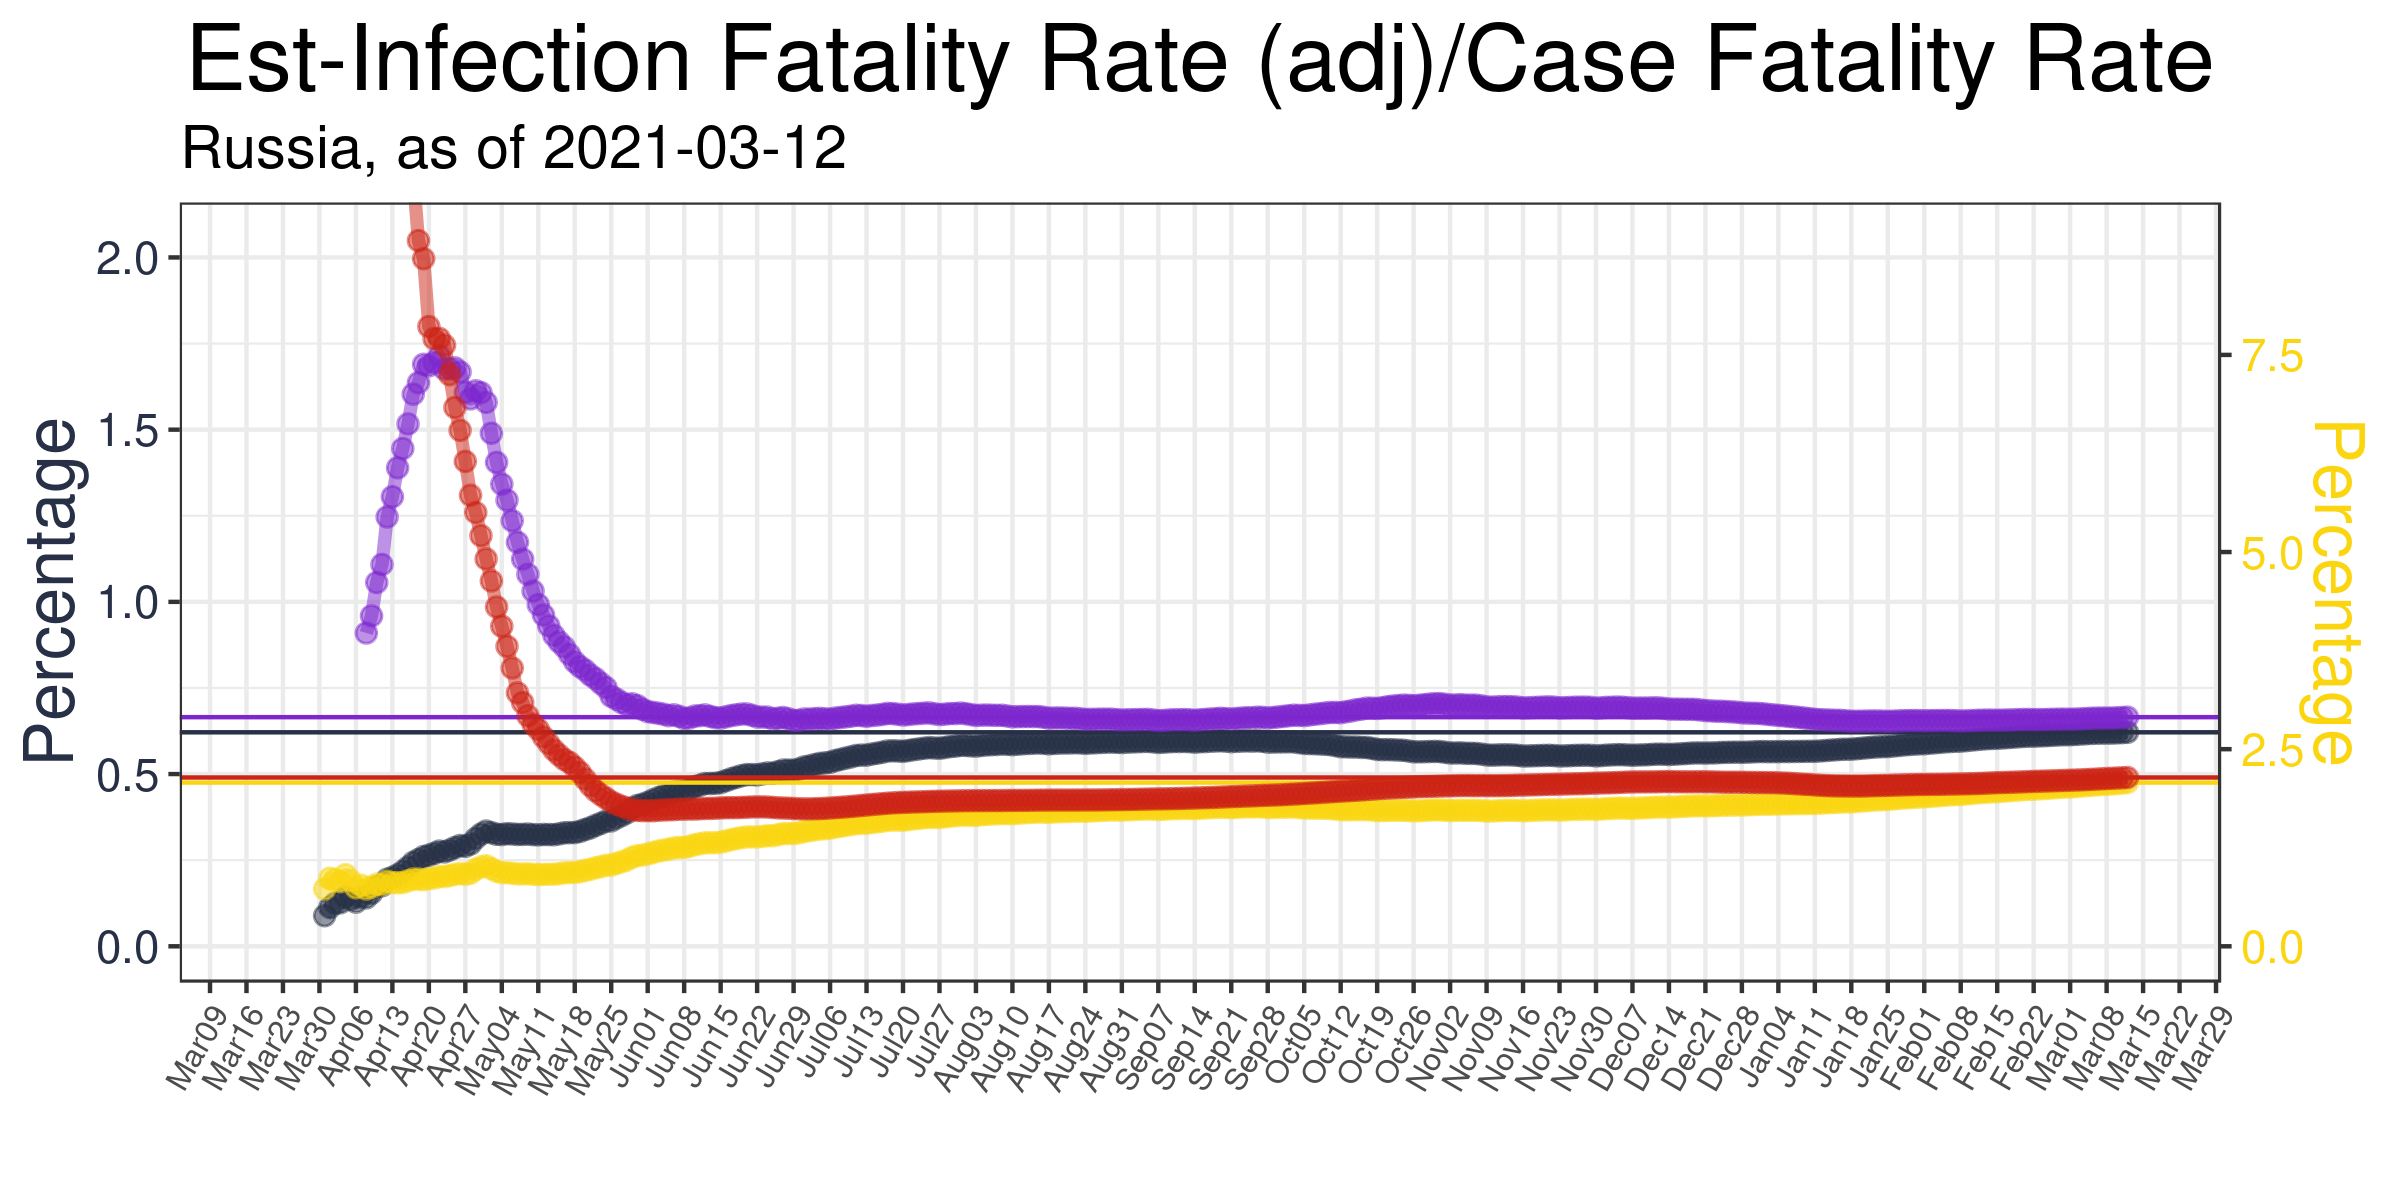 Est-Infection Fatality Rate (adj)/Case Fatality Rate
Russia, as of 2021-03-12
Percentage
2.0
1.5
1.0
0.5
0.0
7.5
5.0
2.5
0.0
Percentage
Mar09
Mar16
Mar23
Mar30
Apr06
Apr13
Apr20
Apr27
May04
May11
May18
May25
Jun01
Jun08
Jun15
Jun22
Jun29
Jul06
Jul13
Jul20
Jul27
Aug03
Aug10
Aug17
Aug24
Aug31
Sep07
Sep14
Sep21
Sep28
Oct05
Oct12
Oct19
Oct26
Nov02
Nov09
Nov16
Nov23
Nov30
Dec07
Dec14
Dec21
Dec28
Dec04
Jan11
Jan18
Jan25
Feb01
Feb08
Feb15
Feb22
Mar01
Mar08
Mar15
Mar22
Mar29